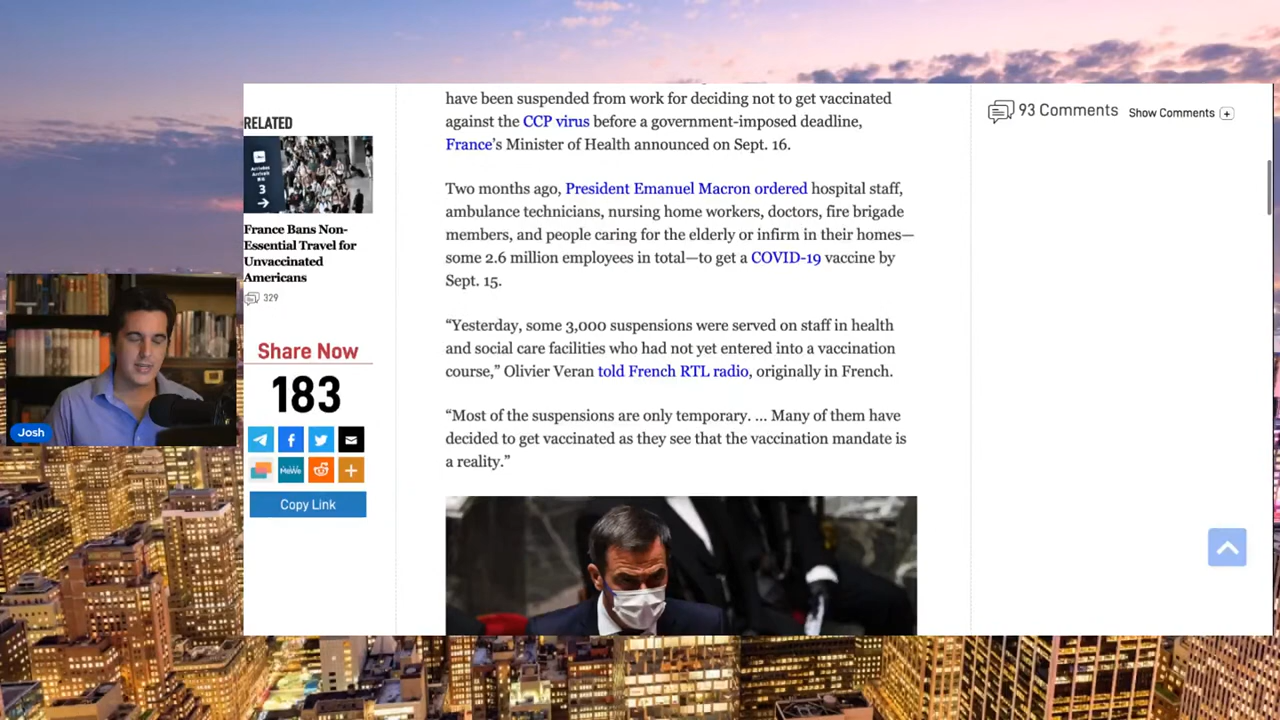 have been suspended from work for deciding not to get vaccinated
against the CCP virus before a government-imposed deadline,
France's Minister of Health announced on Sept. 16.
Two months ago, President Emanuel Macron ordered hospital staff,
ambulance technicians, nursing home workers, doctors, fire brigade
members, and people caring for the elderly or infirm in their homes—
some 2.6 million employees in total—to get a COVID-19 vaccine by
Sept. 15.
“Yesterday, some 3,000 suspensions were served on staff in health
and social care facilities who had not yet entered into a vaccination
course,” Olivier Veran told French RTL radio, originally in French.
“Most of the suspensions are only temporary. ... Many of them have
decided to get vaccinated as they see that the vaccination mandate is
a reality.”
RELATED
3
France Bans Non-
Essential Travel for
Unvaccinated
Americans
329
Share Now
183
MeWe
Copy Link
93 Comments
Show Comments
Josh